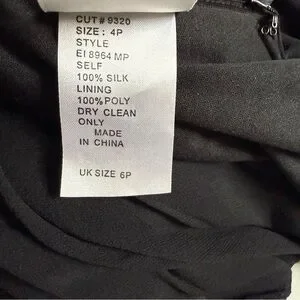 CUT# 9320
SIZE: 4P
STYLE
EI 8964 MP
SELF
100% SILK
LINING
100%POLY
DRY CLEAN
ONLY
MADE
IN CHINA
UK SIZE 6P